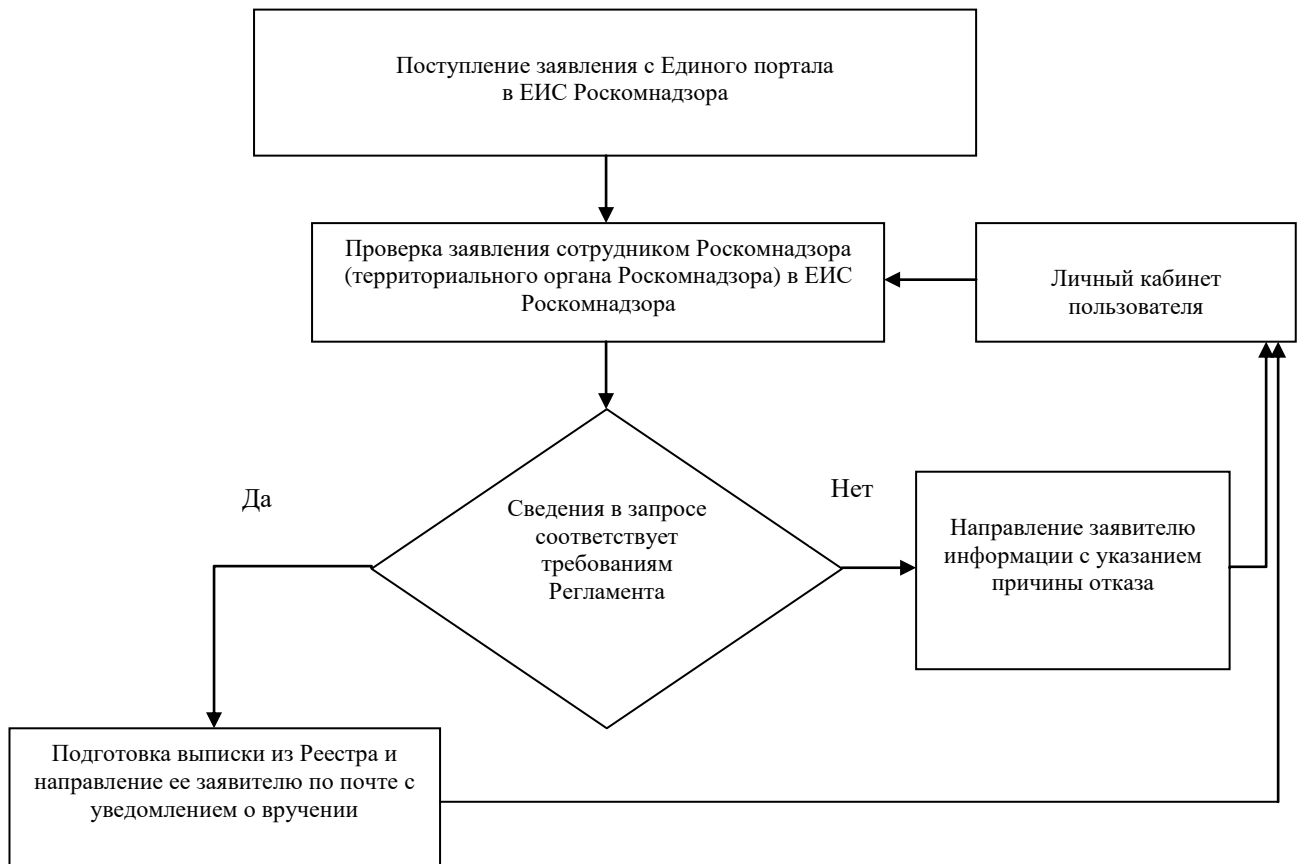 Поступление заявления с Единого портала
в ЕИС Роскомнадзора
Проверка заявления сотрудником Роскомнадзора
(территориального органа Роскомнадзора) в ЕИС
Роскомнадзора
Личный кабинет
пользователя
Да
Сведения в запросе
соответствует
требованиям
Регламента
Нет
Направление заявителю
информации с указанием
причины отказа
Подготовка выписки из Реестра и
направление ее заявителю по почте с
уведомлением о вручении